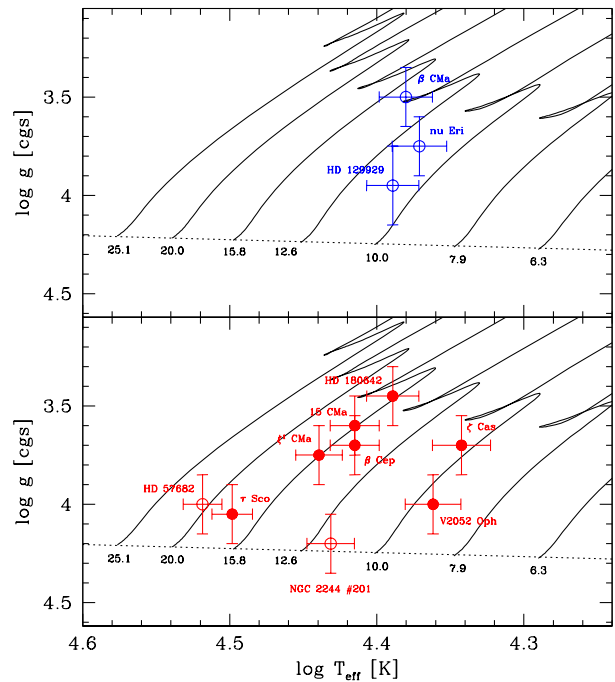 3.5
4
4.5
log g [cgs]
β CMa
nu Eri
HD 129929
25.1
20.0
15.8
12.6
10.0
7.9
6.3
3.5
4
4.5
log g [cgs]
HD 180642
15 CMa
ξ¹ CMa
β Cep
ζ Cas
HD 57682
τ Sco
V2052 Oph
NGC 2244 #201
25.1
20.0
15.8
12.6
10.0
7.9
6.3
4.6
4.5
4.4
4.3
log T_eff [K]